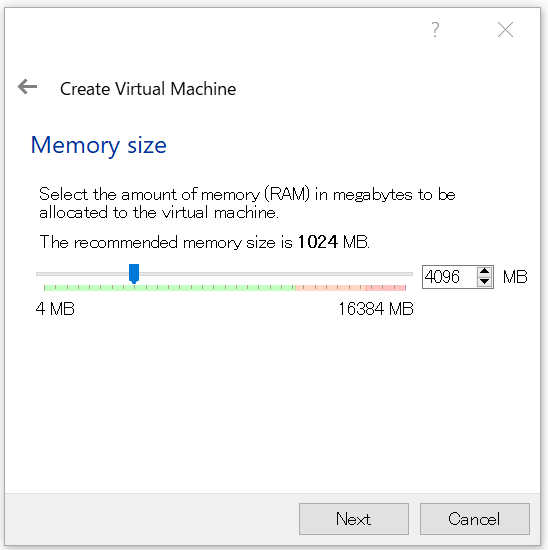 ?
Create Virtual Machine
Memory size
Select the amount of memory (RAM) in megabytes to be
allocated to the virtual machine.
The recommended memory size is 1024 MB.
4096 MB
4 MB 16384 MB
Next Cancel